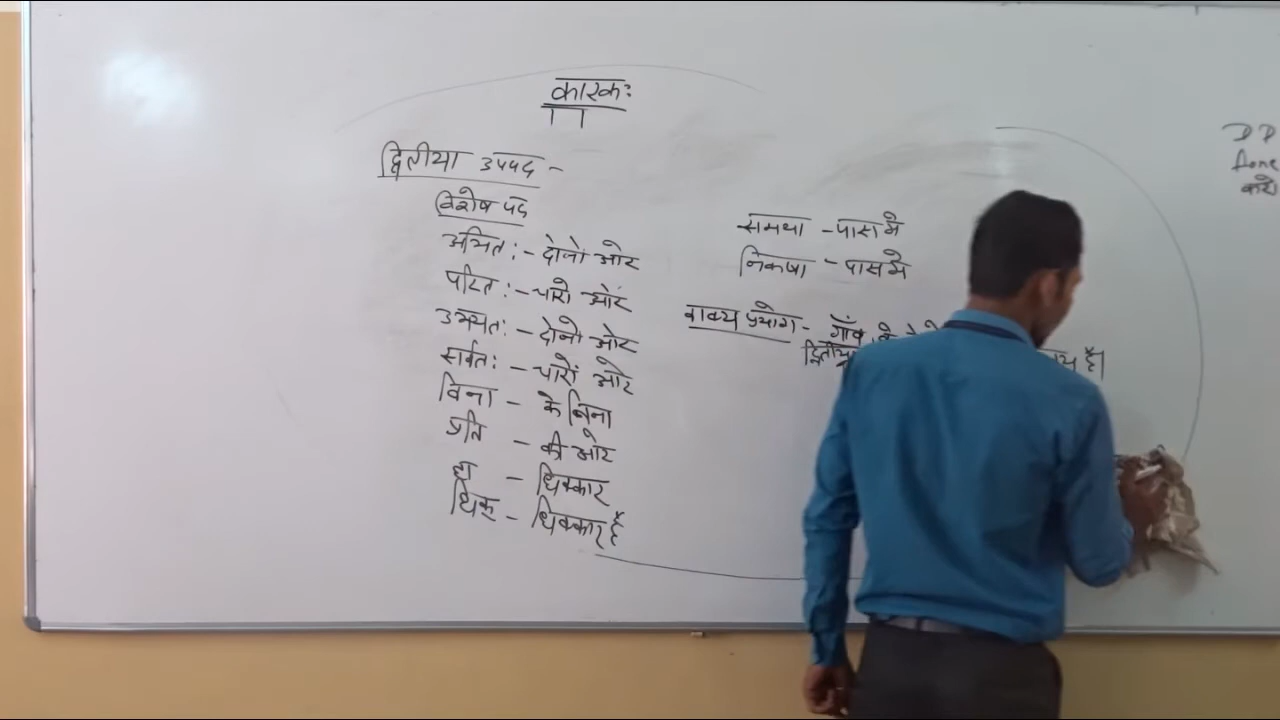 कारकः
द्वितीया उपपद -
विशेष पद
अभितः - दोनों ओर
परितः - चारो ओर
उभयतः - दोनो ओर
सर्वतः - चारों ओर
विना - के बिना
प्रति - की ओर
हा - धिक्कार
धिक् - धिक्कार हैं
समया - पास मे
निकषा - पास मे
वाक्य प्रयोग - गाँव के
द्वितीया